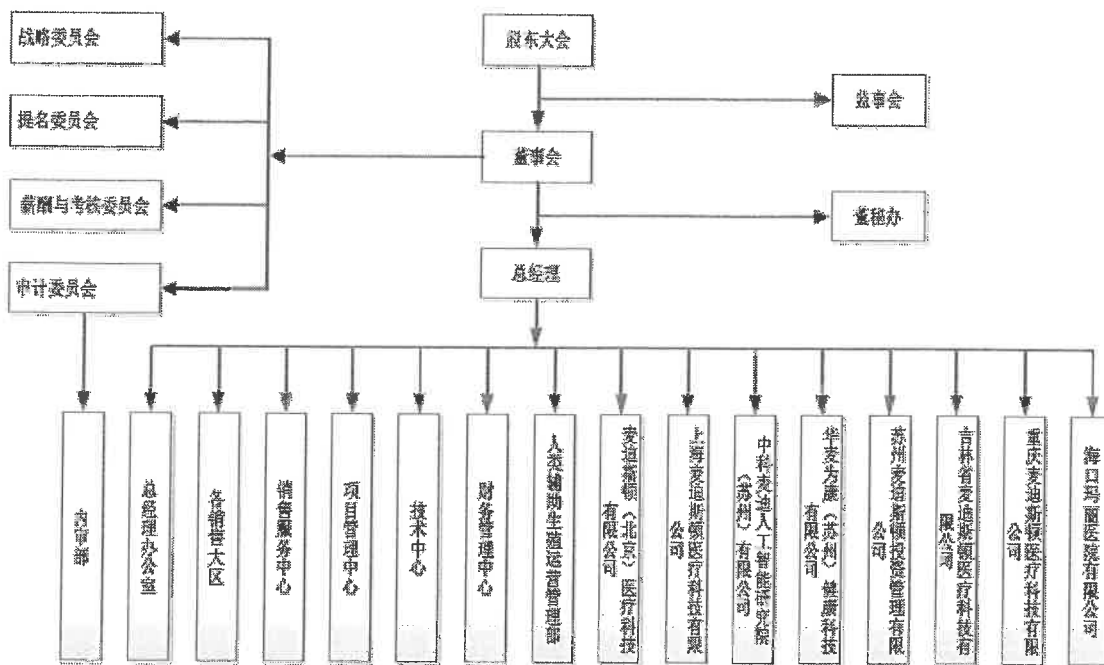 战略委员会
股东大会
提名委员会
监事会
董事会
薪酬与考核委员会
董秘办
总经理
审计委员会
内审部
总经理办公室
各销售大区
销售服务中心
项目管理中心
技术中心
财务管理中心
人类辅助生殖运营管理部
麦迪斯顿（北京）医疗科技
有限公司
上海麦迪斯顿医疗科技有限
公司
中科麦迪人工智能研究院
（苏州）有限公司
华麦为康（苏州）健康科技
有限公司
苏州麦迪斯顿投资管理有限
公司
吉林省麦迪斯顿医疗科技有
限公司
重庆麦迪斯顿医疗科技有限
公司
海口玛丽医院有限公司